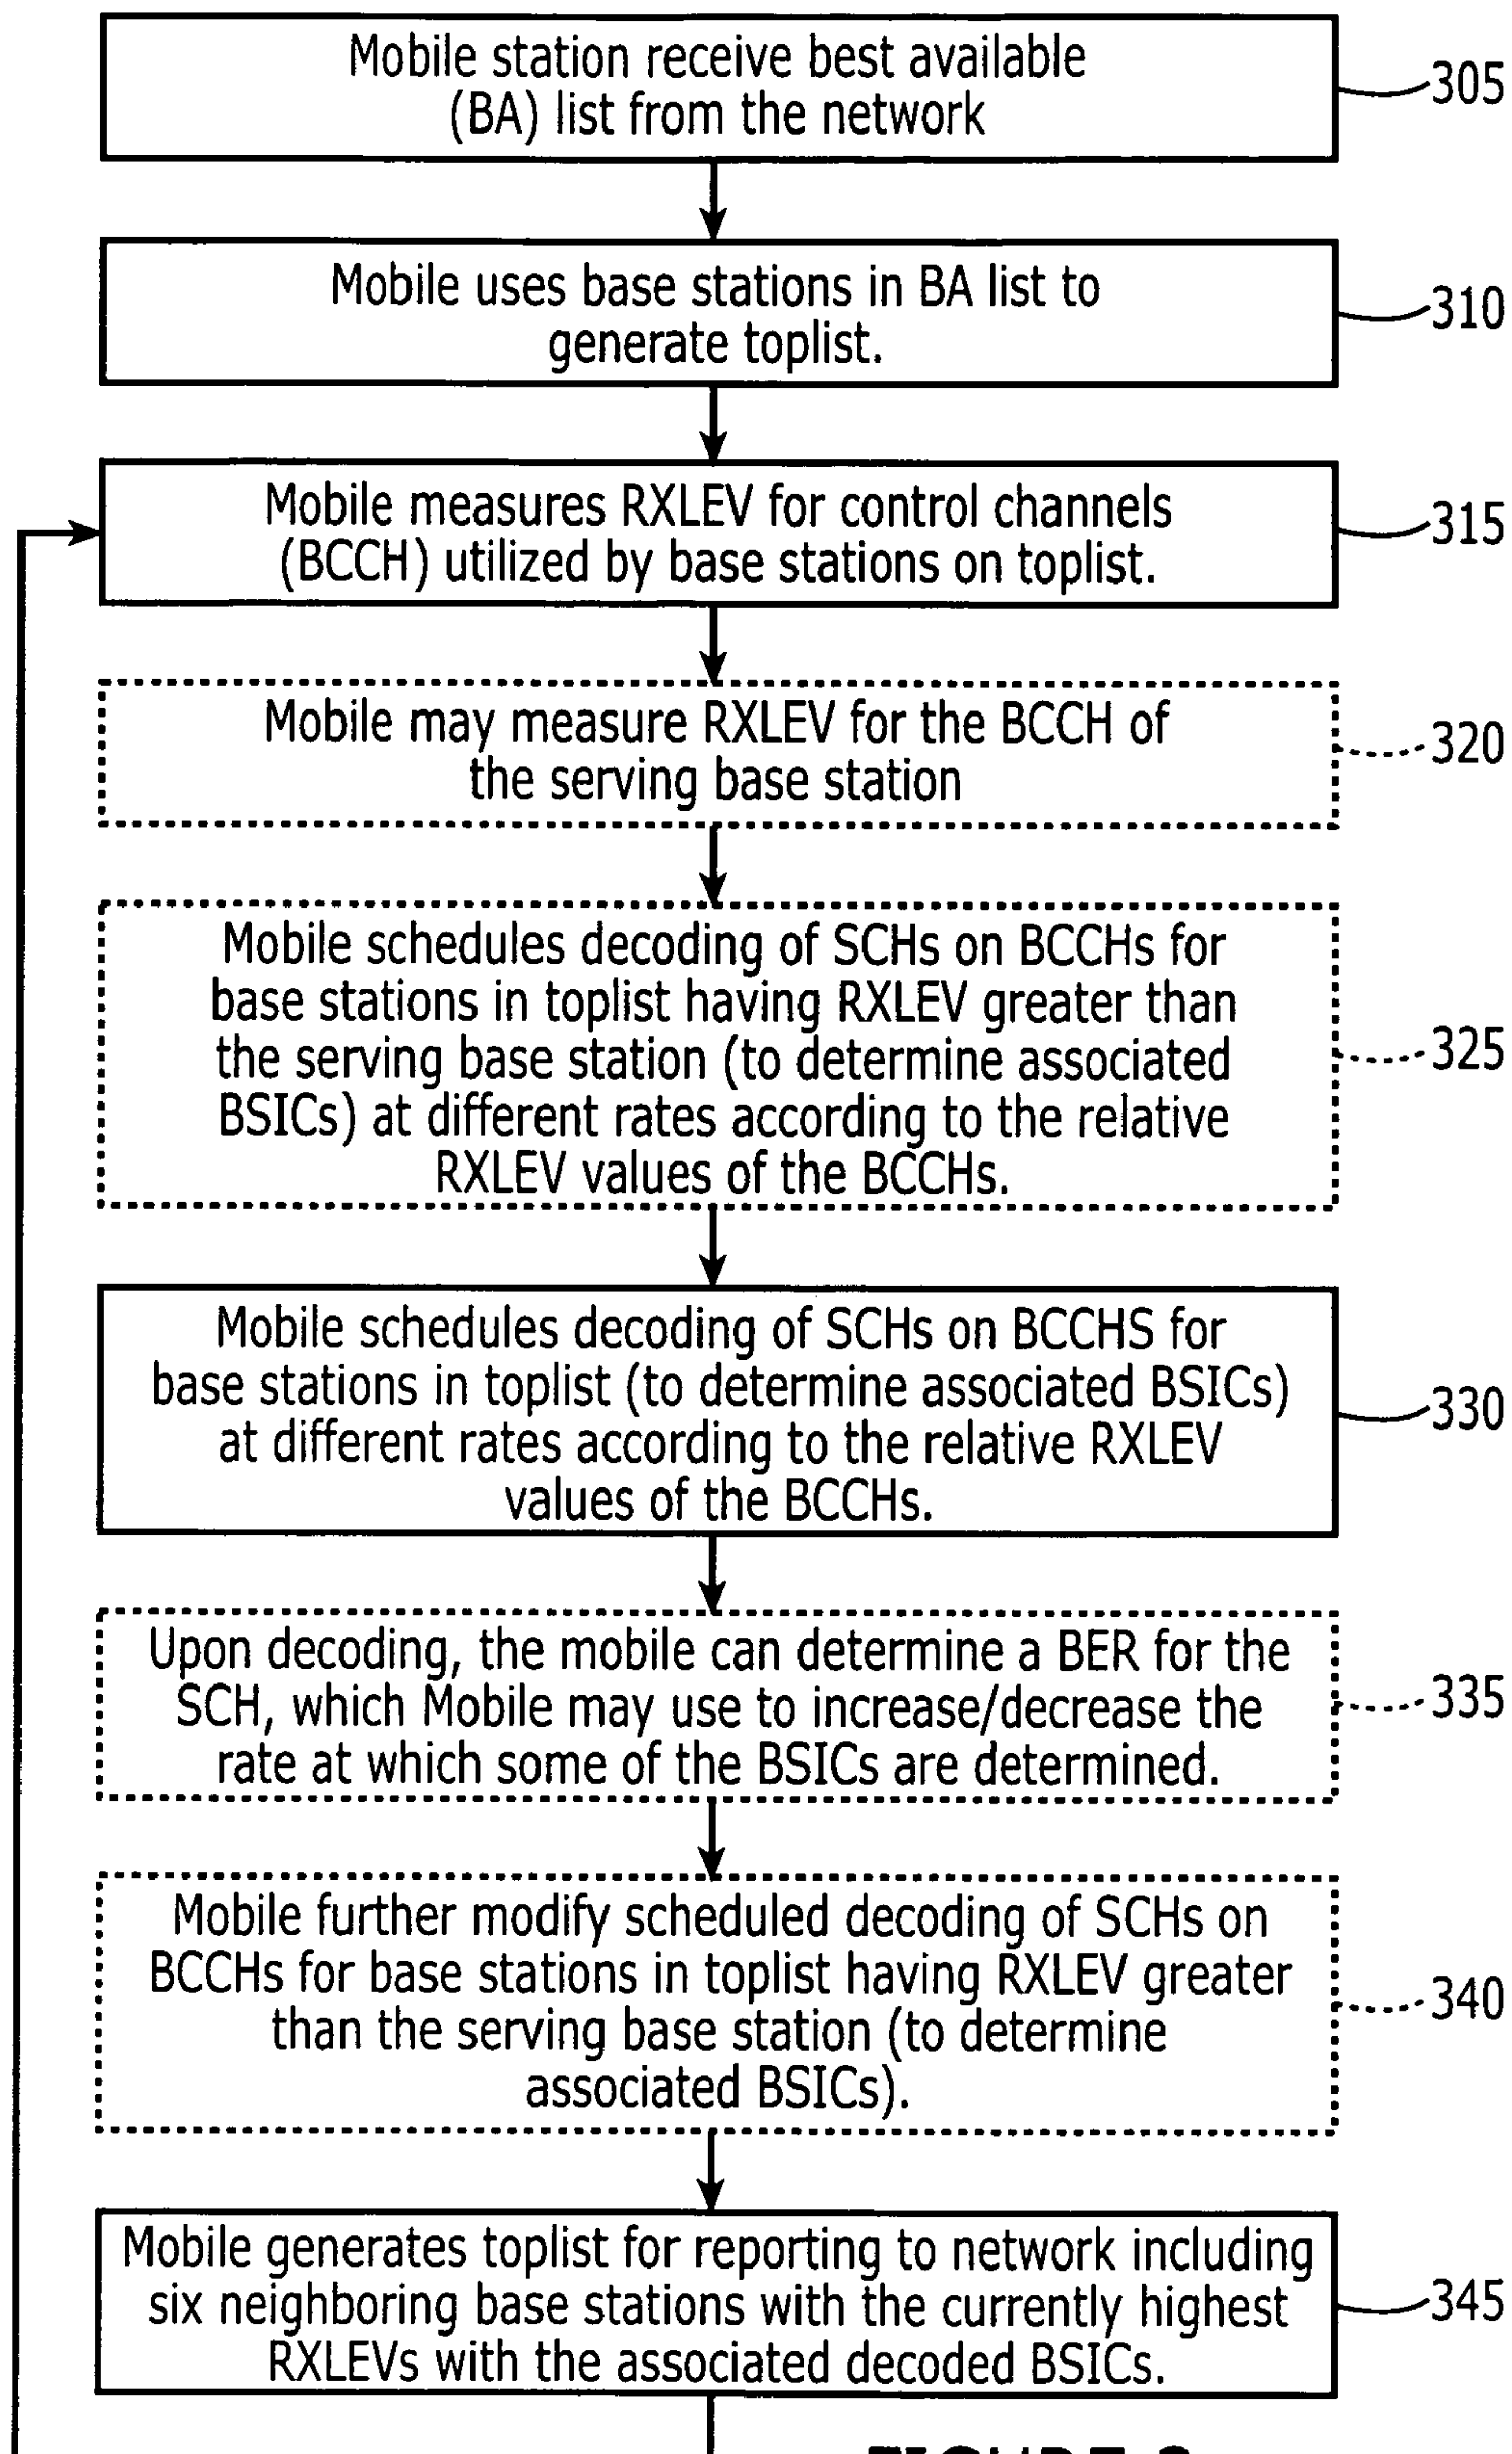 Mobile station receive best available
(BA) list from the network
305
Mobile uses base stations in BA list to
generate toplist.
310
Mobile measures RXLEV for control channels
(BCCH) utilized by base stations on toplist.
315
Mobile may measure RXLEV for the BCCH of
the serving base station
320
Mobile schedules decoding of SCHs on BCCHs for
base stations in toplist having RXLEV greater than
the serving base station (to determine associated
BSICs) at different rates according to the relative
RXLEV values of the BCCHs.
325
Mobile schedules decoding of SCHs on BCCHS for
base stations in toplist (to determine associated BSICs)
at different rates according to the relative RXLEV
values of the BCCHs.
330
Upon decoding, the mobile can determine a BER for the
SCH, which Mobile may use to increase/decrease the
rate at which some of the BSICs are determined.
335
Mobile further modify scheduled decoding of SCHs on
BCCHs for base stations in toplist having RXLEV greater
than the serving base station (to determine
associated BSICs).
340
Mobile generates toplist for reporting to network including
six neighboring base stations with the currently highest
RXLEVs with the associated decoded BSICs.
345